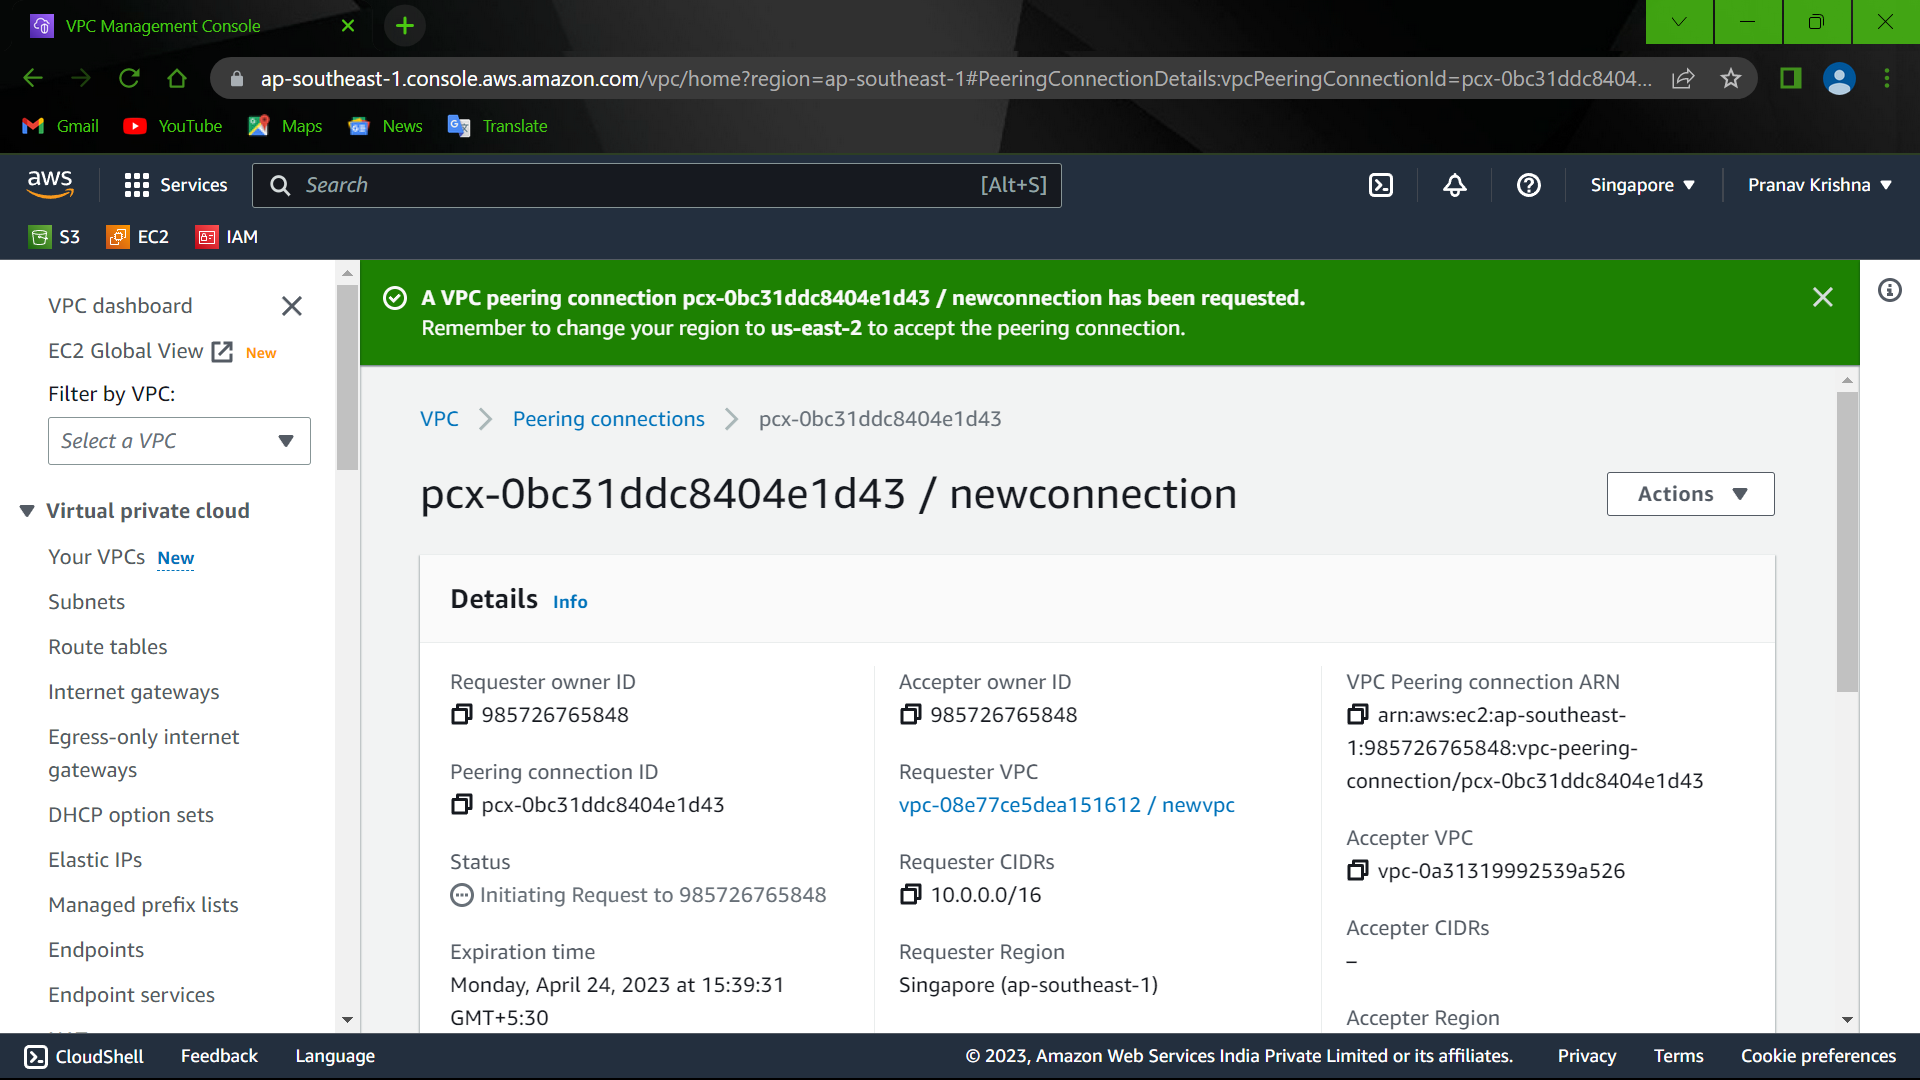 VPC Management Console
ap-southeast-1.console.aws.amazon.com/vpc/home?region=ap-southeast-1#PeeringConnectionDetails:vpcPeeringConnectionId=pcx-0bc31ddc8404...
Gmail YouTube Maps News Translate
aws Services Search [Alt+S] Singapore Pranav Krishna
S3 EC2 IAM
VPC dashboard
EC2 Global View New
Filter by VPC:
Select a VPC
Virtual private cloud
Your VPCs New
Subnets
Route tables
Internet gateways
Egress-only internet
gateways
DHCP option sets
Elastic IPs
Managed prefix lists
Endpoints
Endpoint services
A VPC peering connection pcx-0bc31ddc8404e1d43 / newconnection has been requested.
Remember to change your region to us-east-2 to accept the peering connection.
VPC Peering connections pcx-0bc31ddc8404e1d43
pcx-0bc31ddc8404e1d43 / newconnection
Actions
Details Info
Requester owner ID
985726765848
Peering connection ID
pcx-0bc31ddc8404e1d43
Status
Initiating Request to 985726765848
Expiration time
Monday, April 24, 2023 at 15:39:31
GMT+5:30
Accepter owner ID
985726765848
Requester VPC
vpc-08e77ce5dea151612 / newvpc
Requester CIDRs
10.0.0.0/16
Requester Region
Singapore (ap-southeast-1)
VPC Peering connection ARN
arn:aws:ec2:ap-southeast-
1:985726765848:vpc-peering-
connection/pcx-0bc31ddc8404e1d43
Accepter VPC
vpc-0a31319992539a526
Accepter CIDRs
–
Accepter Region
CloudShell Feedback Language © 2023, Amazon Web Services India Private Limited or its affiliates. Privacy Terms Cookie preferences